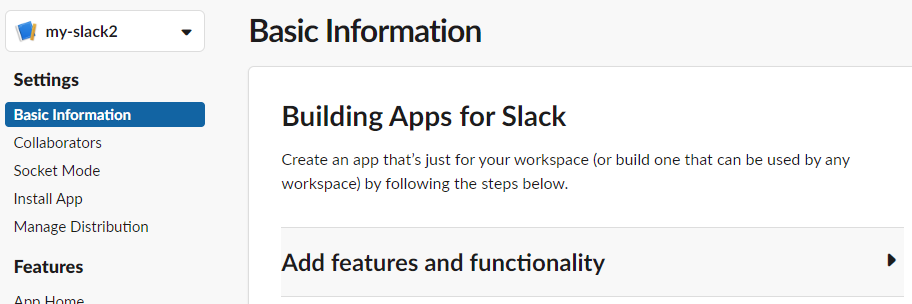 my-slack2
Basic Information
Settings
Basic Information
Collaborators
Socket Mode
Install App
Manage Distribution
Features
App Home
Building Apps for Slack
Create an app that's just for your workspace (or build one that can be used by any
workspace) by following the steps below.
Add features and functionality